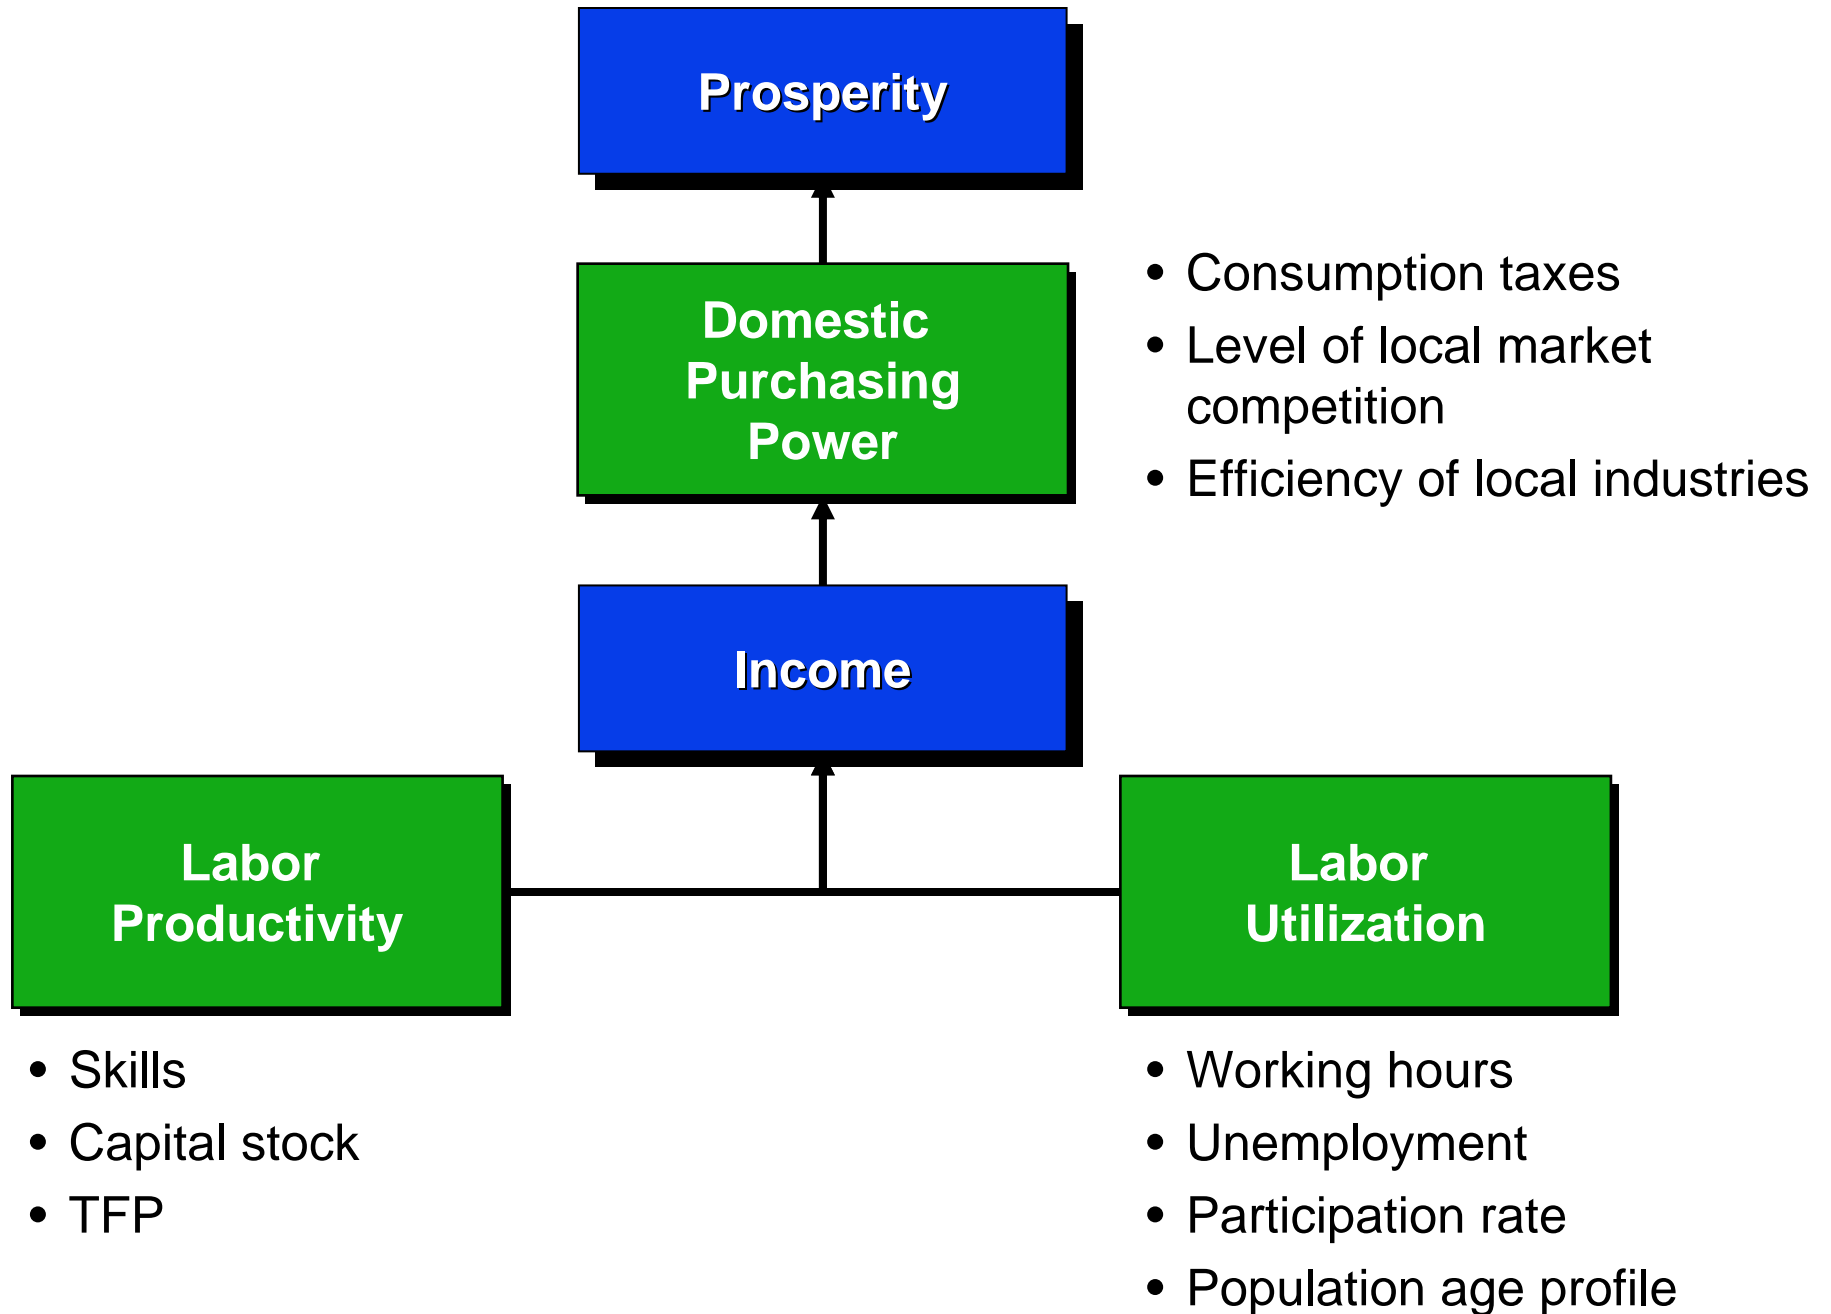 Prosperity
Domestic
Purchasing
Power
• Consumption taxes
• Level of local market
competition
• Efficiency of local industries
Income
Labor
Productivity
Labor
Utilization
• Skills
• Capital stock
• TFP
• Working hours
• Unemployment
• Participation rate
• Population age profile